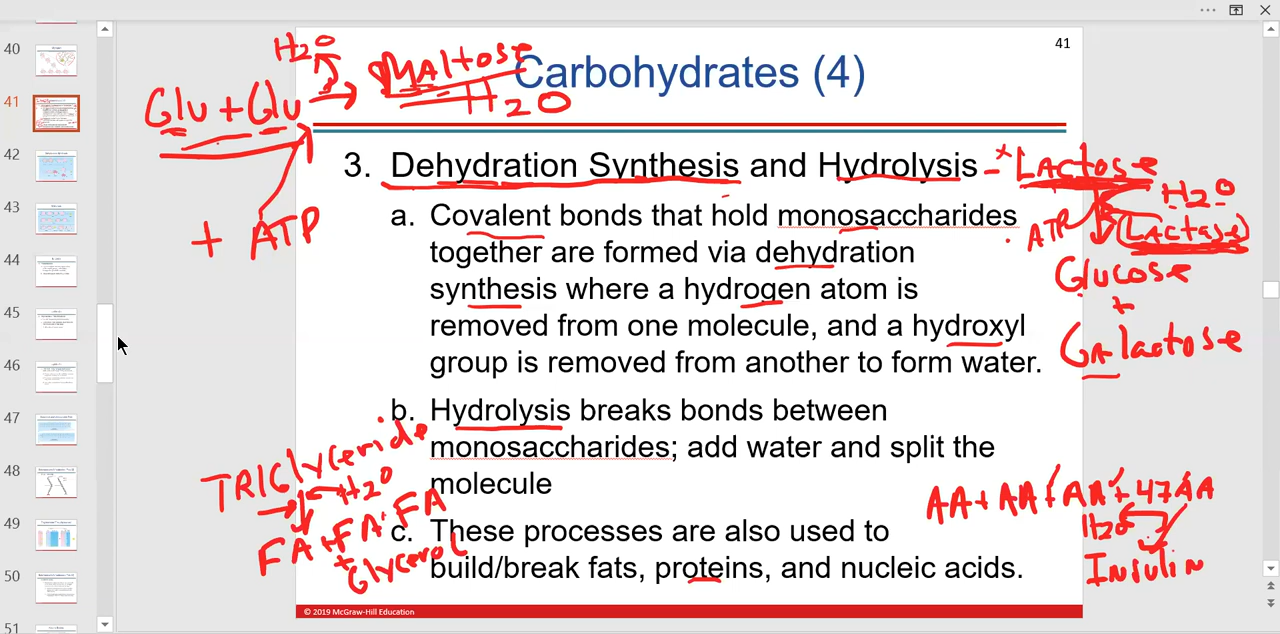 40
41
42
43
44
45
46
47
48
49
50
51
41
Carbohydrates (4)
3. Dehydration Synthesis and Hydrolysis
a. Covalent bonds that hold monosaccharides
together are formed via dehydration
synthesis where a hydrogen atom is
removed from one molecule, and a hydroxyl
group is removed from another to form water.
b. Hydrolysis breaks bonds between
monosaccharides; add water and split the
molecule
c. These processes are also used to
build/break fats, proteins, and nucleic acids.
© 2019 McGraw-Hill Education
H2O
Glu + Glu → Maltose
H2O
+ ATP
* Lactose
H2O
ATP
(Lactase)
Glucose
+
Galactose
TRIGlyceride
H2O
FA + FA + FA
+ Glycerol
AA + AA + AA + 47AA
H2O
Insulin